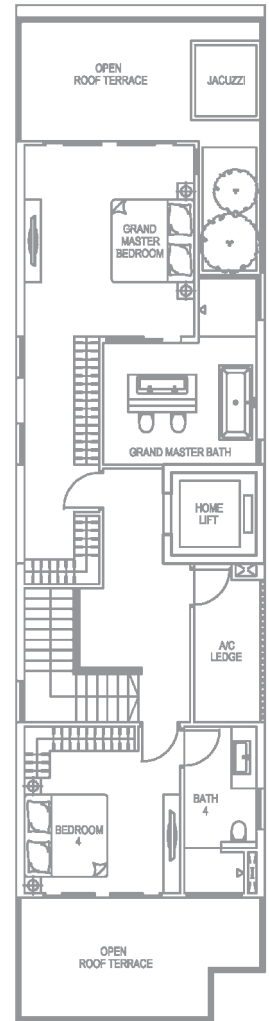 OPEN
ROOF TERRACE
JACUZZI
GRAND
MASTER
BEDROOM
GRAND MASTER BATH
HOME
LIFT
A/C
LEDGE
BATH
4
BEDROOM
4
OPEN
ROOF TERRACE